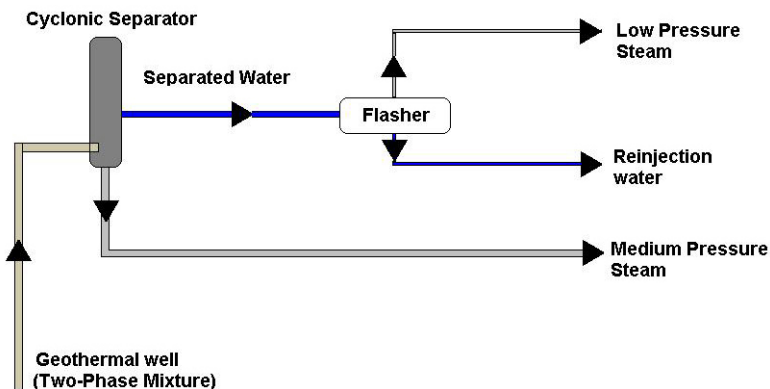 Cyclonic Separator
Low Pressure
Steam
Separated Water
Flasher
Reinjection
water
Medium Pressure
Steam
Geothermal well
(Two-Phase Mixture)